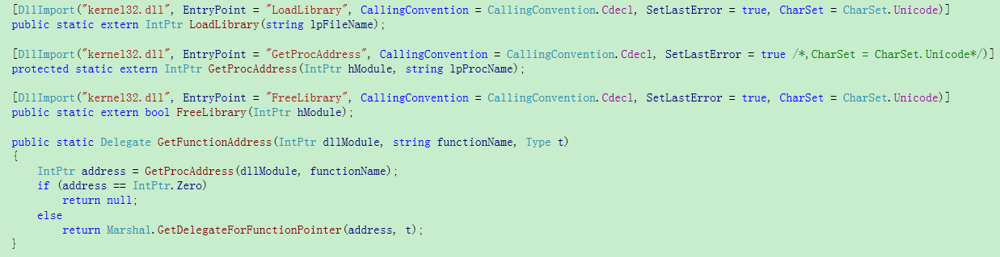 [DllImport("kernel32.dll", EntryPoint = "LoadLibrary", CallingConvention = CallingConvention.Cdecl, SetLastError = true, CharSet = CharSet.Unicode)]
public static extern IntPtr LoadLibrary(string lpFileName);
[DllImport("kernel32.dll", EntryPoint = "GetProcAddress", CallingConvention = CallingConvention.Cdecl, SetLastError = true /*,CharSet = CharSet.Unicode*/)]
protected static extern IntPtr GetProcAddress(IntPtr hModule, string lpProcName);
[DllImport("kernel32.dll", EntryPoint = "FreeLibrary", CallingConvention = CallingConvention.Cdecl, SetLastError = true, CharSet = CharSet.Unicode)]
public static extern bool FreeLibrary(IntPtr hModule);
public static Delegate GetFunctionAddress(IntPtr dllModule, string functionName, Type t)
{
    IntPtr address = GetProcAddress(dllModule, functionName);
    if (address == IntPtr.Zero)
        return null;
    else
        return Marshal.GetDelegateForFunctionPointer(address, t);
}